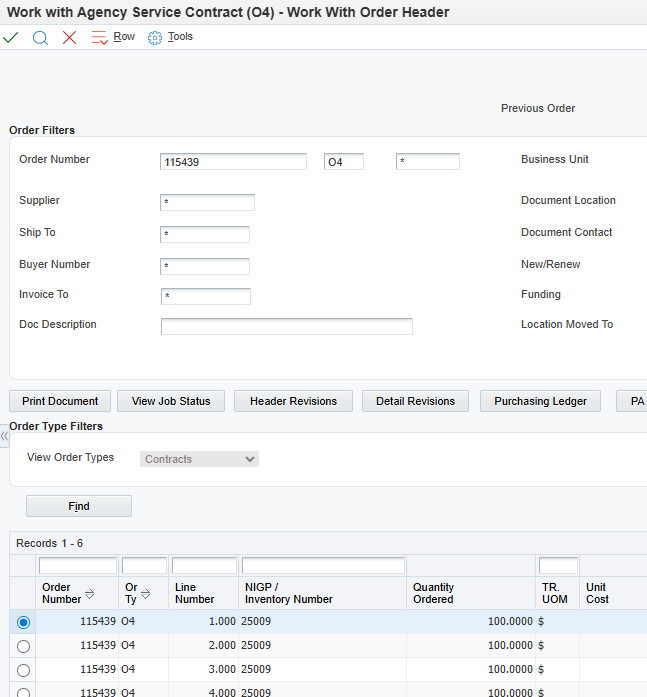 Work with Agency Service Contract (O4) - Work With Order Header
Row Tools
Previous Order
Order Filters
Order Number 115439 O4 * Business Unit
Supplier * Document Location
Ship To * Document Contact
Buyer Number * New/Renew
Invoice To * Funding
Doc Description Location Moved To
Print Document View Job Status Header Revisions Detail Revisions Purchasing Ledger PA
Order Type Filters
View Order Types Contracts
Find
Records 1 - 6
Order Or Line NIGP / Quantity TR. Unit
Number Ty Number Inventory Number Ordered UOM Cost
115439 O4 1.000 25009 100.0000 $
115439 O4 2.000 25009 100.0000 $
115439 O4 3.000 25009 100.0000 $
115439 O4 4.000 25009 100.0000 $